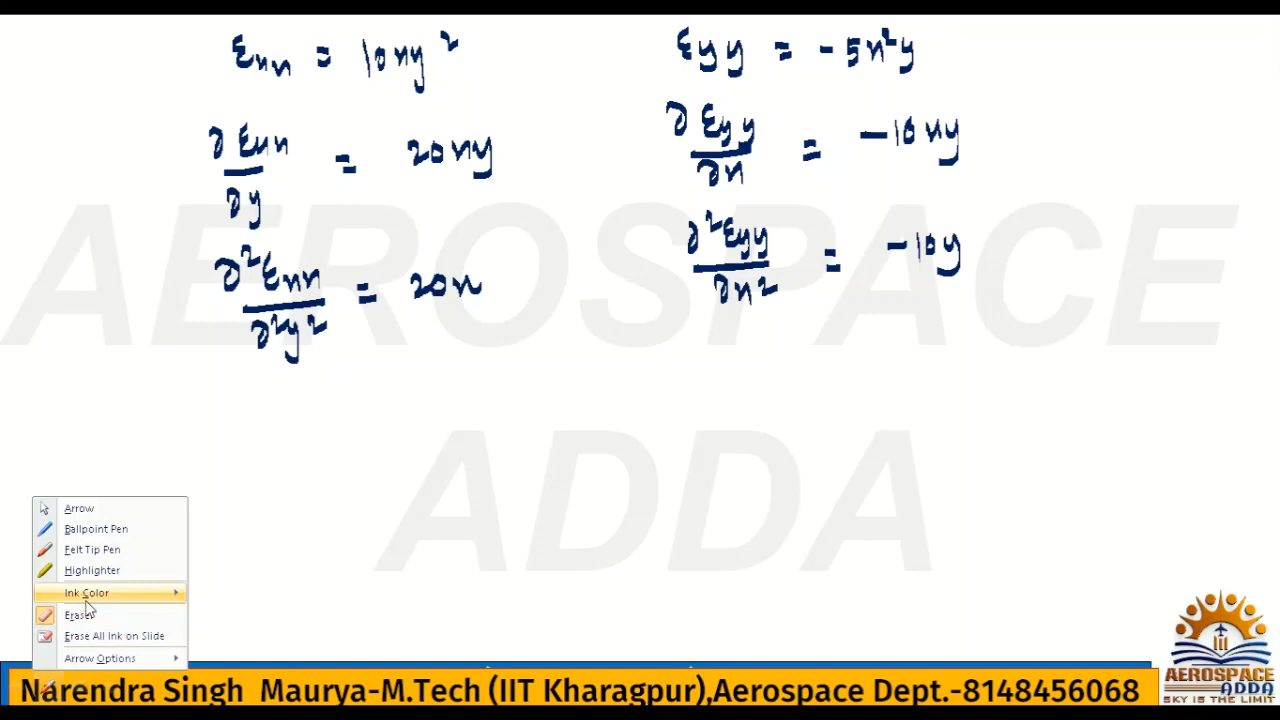 εxx = 10xy²
εyy = -5x²y
∂εxx/∂y = 20xy
∂εyy/∂x = -10xy
∂²εxx/∂²y² = 20x
∂²εyy/∂x² = -10y
AEROSPACE
ADDA
Arrow
Ballpoint Pen
Felt Tip Pen
Highlighter
Ink Color
Eraser
Erase All Ink on Slide
Arrow Options
Narendra Singh Maurya-M.Tech (IIT Kharagpur),Aerospace Dept.-8148456068
AEROSPACE
ADDA
SKY IS THE LIMIT